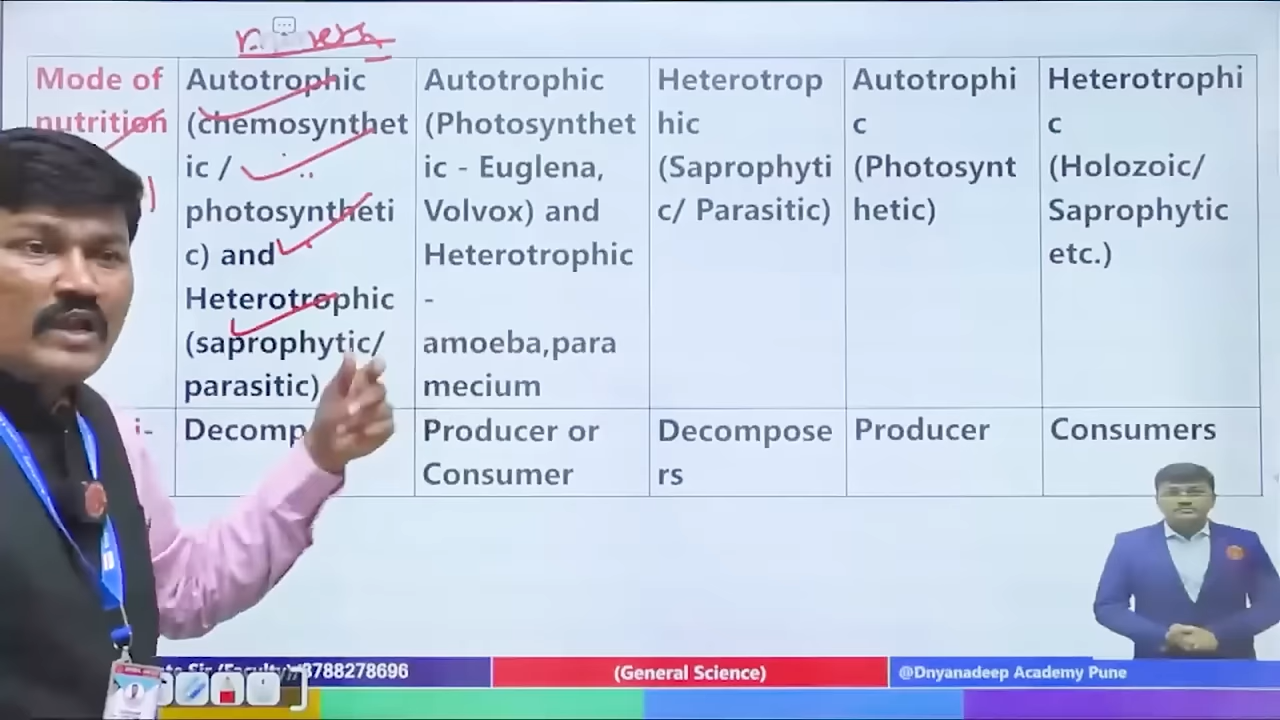 Mode of
nutrition
Autotrophic
(chemosynthet
ic /
photosyntheti
c) and
Heterotrophic
(saprophytic/
parasitic)
Autotrophic
(Photosynthet
ic - Euglena,
Volvox) and
Heterotrophic
-
amoeba,para
mecium
Heterotrop
hic
(Saprophyti
c/ Parasitic)
Autotrophi
c
(Photosynt
hetic)
Heterotrophi
c
(Holozoic/
Saprophytic
etc.)
Producer or
Consumer
Decompose
rs
Producer
Consumers
Sir (Faculty) 8788278696
(General Science)
@Dnyanadeep Academy Pune